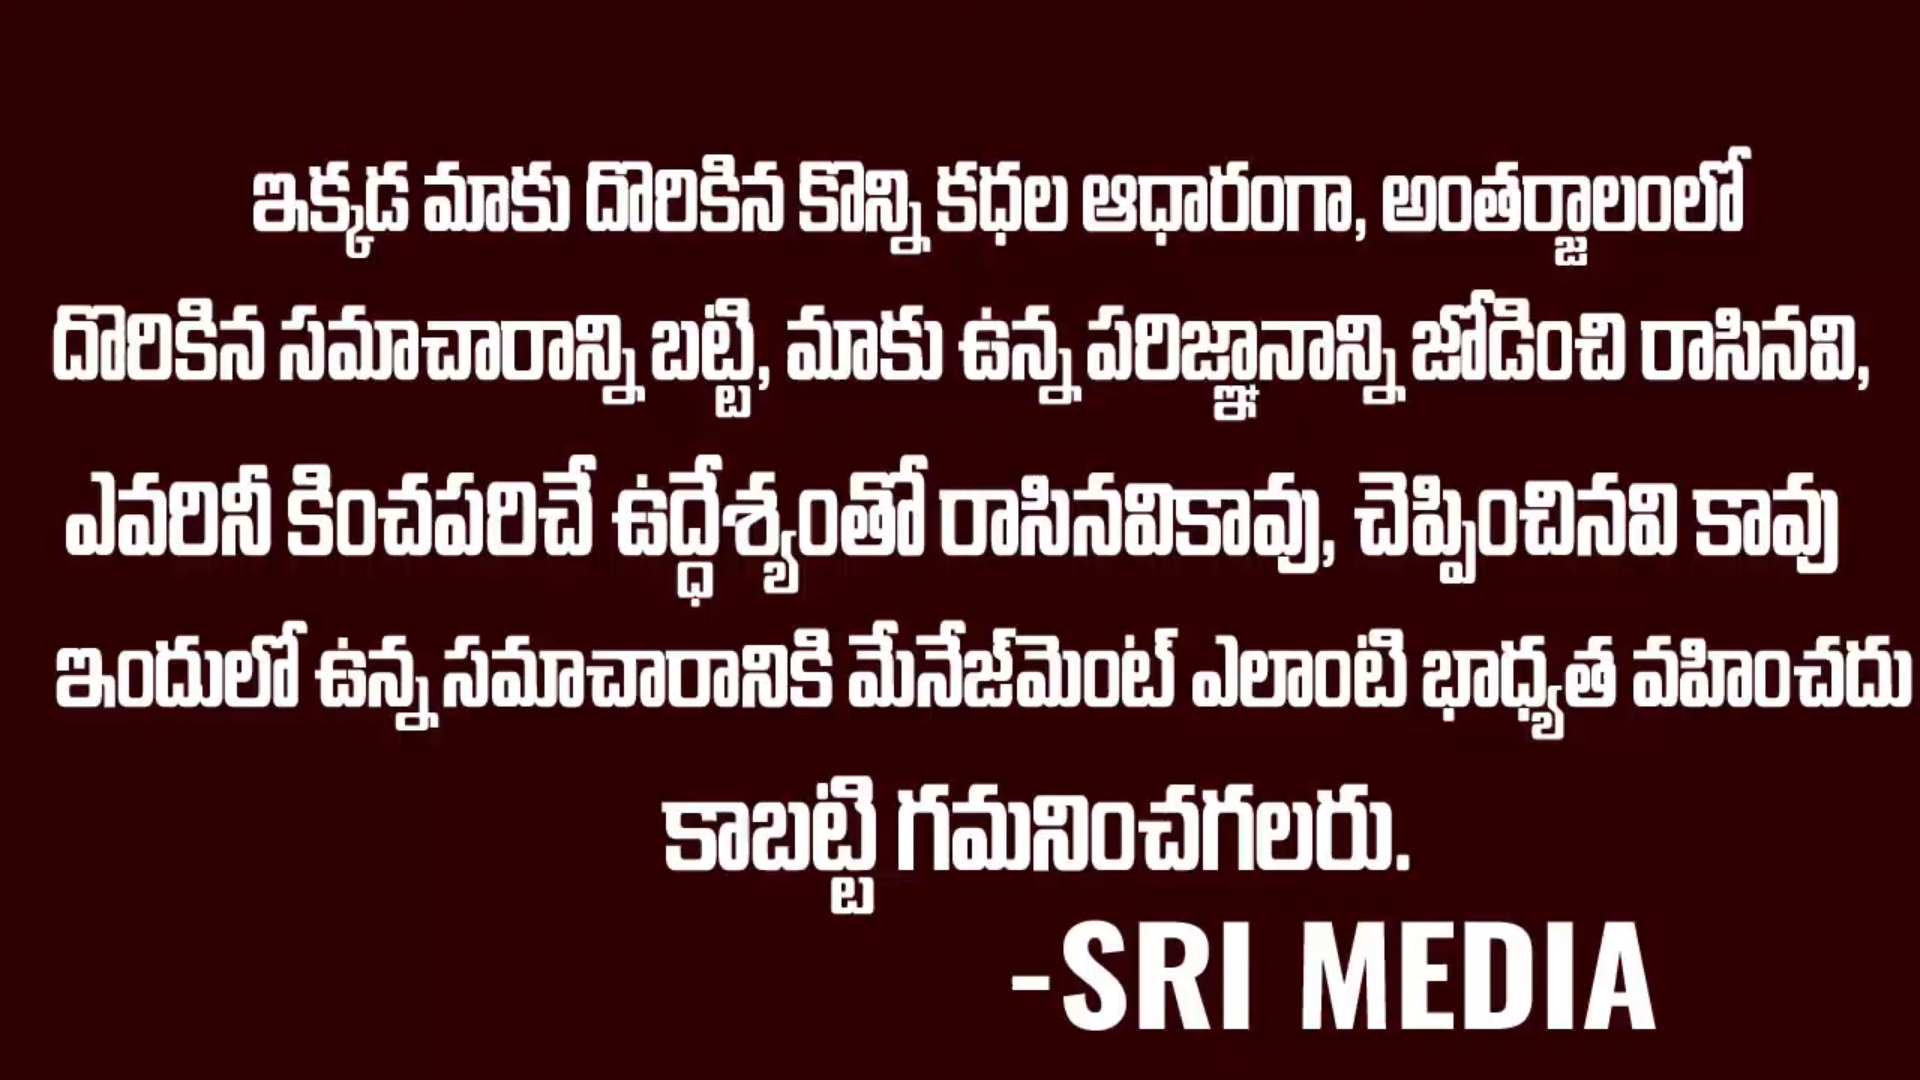 ఇక్కడ మాకు దొరికిన కొన్ని కధల ఆధారంగా, అంతర్జాలంలో
దొరికిన సమాచారాన్ని బట్టి, మాకు ఉన్న పరిజ్ఞానాన్ని జోడించి రాసినవి,
ఎవరినీ కించపరిచే ఉద్ధేశ్యంతో రాసినవికావు, చెప్పించినవి కావు
ఇందులో ఉన్న సమాచారానికి మేనేజ్‌మెంట్ ఎలాంటి భాధ్యత వహించదు
కాబట్టి గమనించగలరు.
-SRI MEDIA